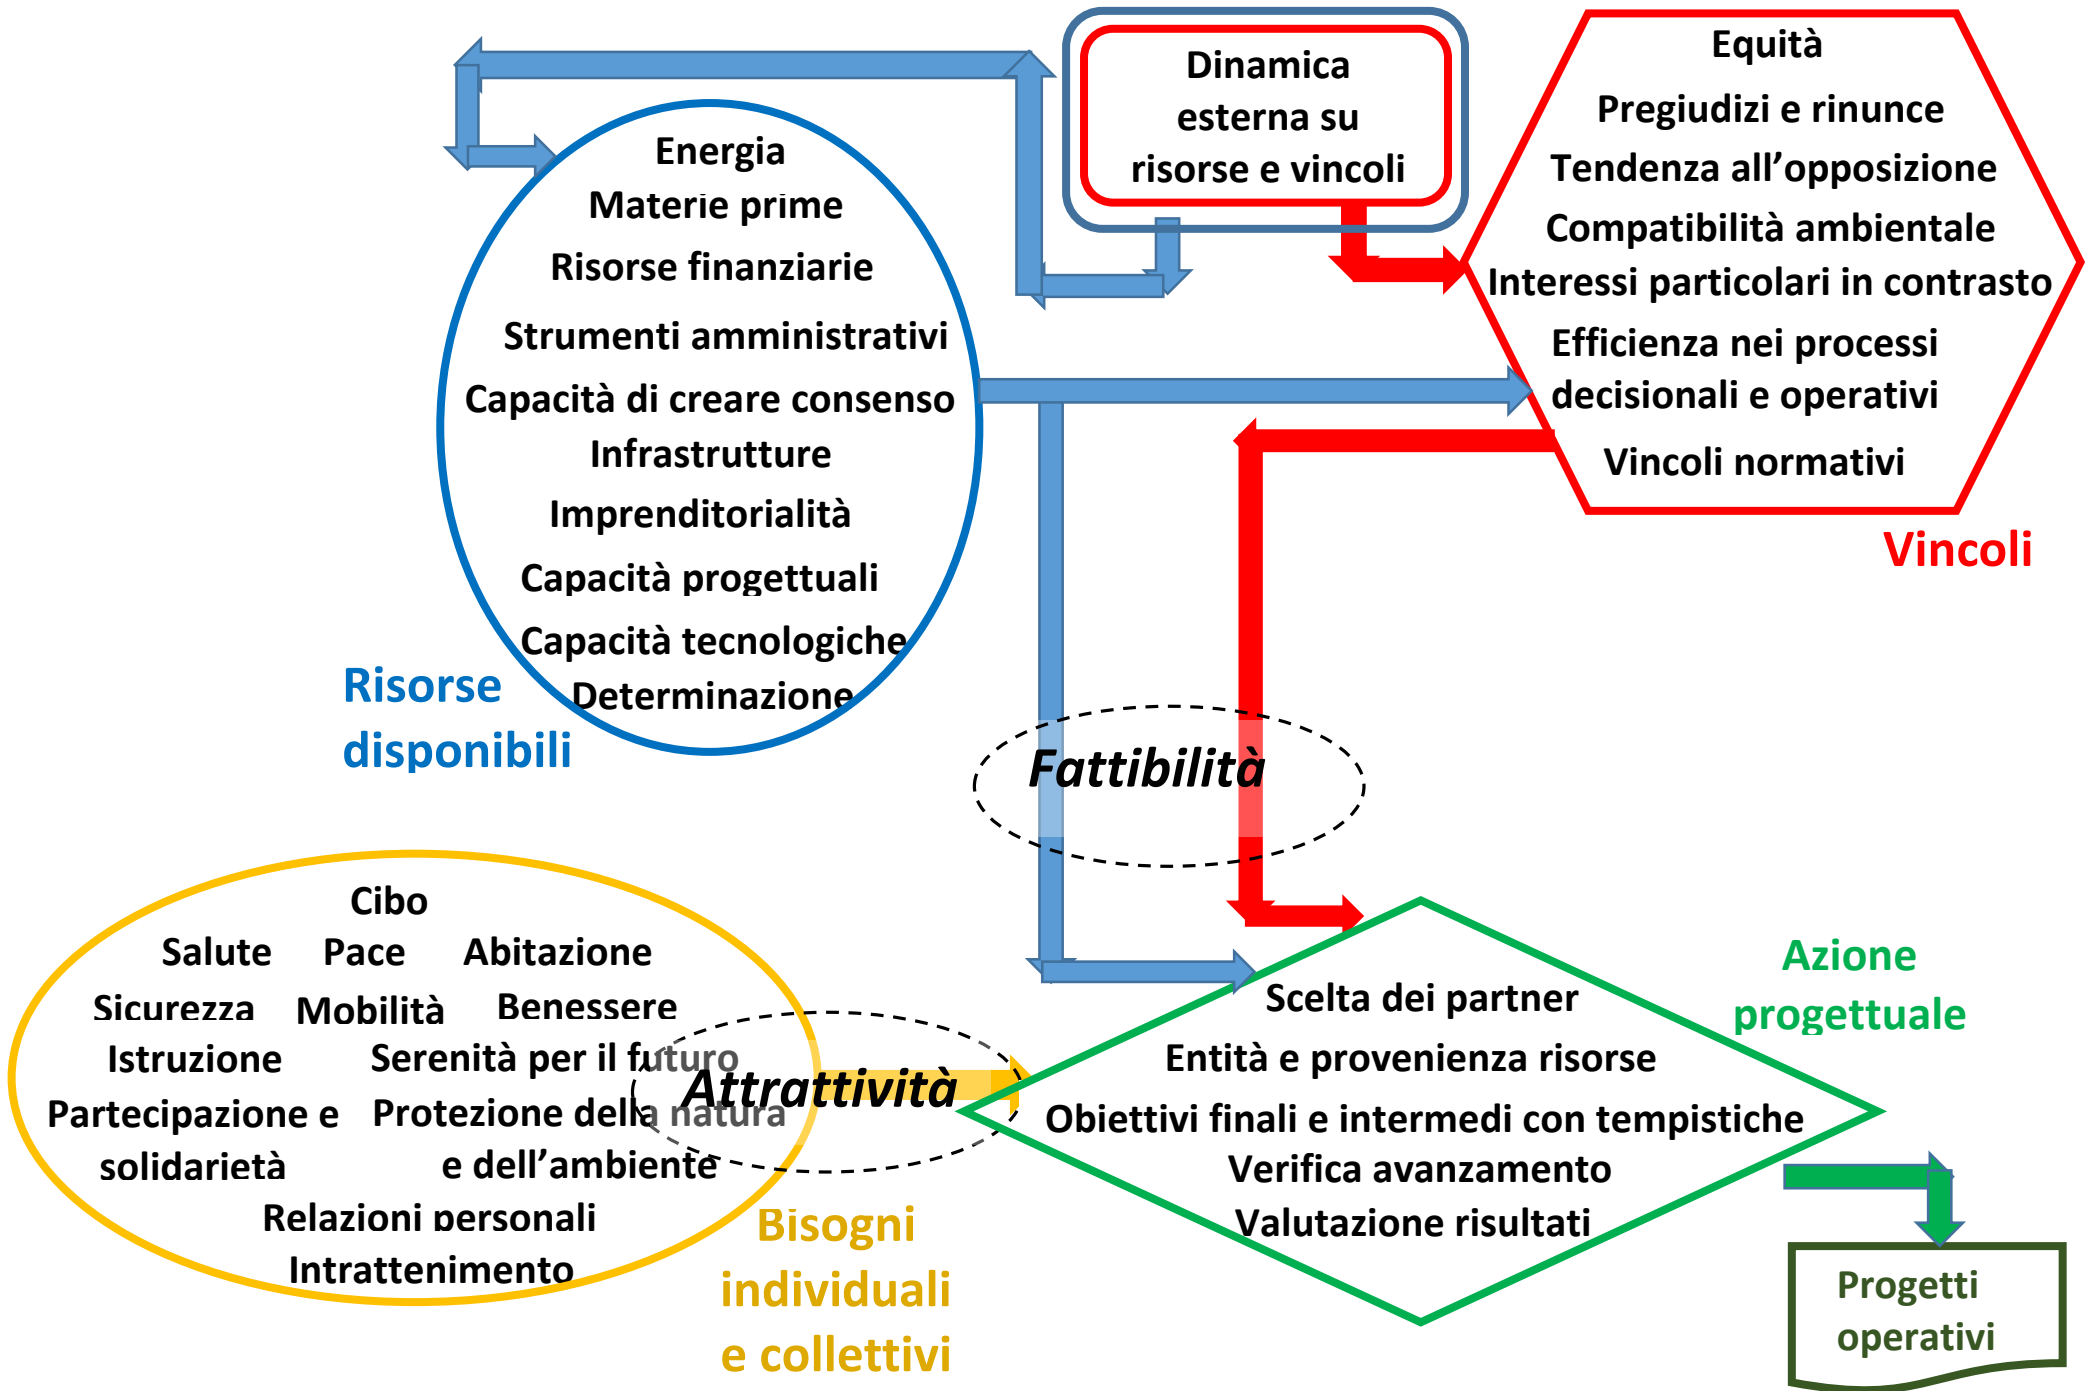 Dinamica
esterna su
risorse e vincoli
Equità
Pregiudizi e rinunce
Tendenza all’opposizione
Compatibilità ambientale
Interessi particolari in contrasto
Efficienza nei processi
decisionali e operativi
Vincoli normativi
Vincoli
Energia
Materie prime
Risorse finanziarie
Strumenti amministrativi
Capacità di creare consenso
Infrastrutture
Imprenditorialità
Capacità progettuali
Capacità tecnologiche
Determinazione
Risorse
disponibili
Fattibilità
Cibo
Salute Pace Abitazione
Sicurezza Mobilità Benessere
Istruzione Serenità per il futuro
Partecipazione e
solidarietà
Protezione della natura
e dell’ambiente
Relazioni personali
Intrattenimento
Attrattività
Bisogni
individuali
e collettivi
Azione
progettuale
Scelta dei partner
Entità e provenienza risorse
Obiettivi finali e intermedi con tempistiche
Verifica avanzamento
Valutazione risultati
Progetti
operativi